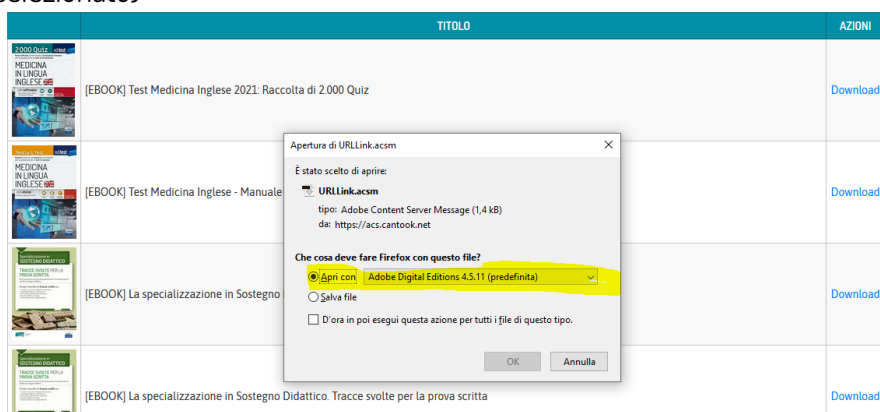 TITOLO
AZIONI
2000 Quiz
MEDICINA
IN LINGUA
INGLESE
[EBOOK] Test Medicina Inglese 2021: Raccolta di 2.000 Quiz
Download
Apertura di URLLink.acsm
È stato scelto di aprire:
URLLink.acsm
tipo: Adobe Content Server Message (1,4 kB)
da: https://acs.cantook.net
Che cosa deve fare Firefox con questo file?
Apri con Adobe Digital Editions 4.5.11 (predefinita)
Salva file
D'ora in poi esegui questa azione per tutti i file di questo tipo.
OK Annulla
MEDICINA
IN LINGUA
INGLESE
[EBOOK] Test Medicina Inglese - Manuale
Download
SOSTEGNO DIDATTICO
TRACCE SVOLTE PER LA
PROVA SCRITTA
[EBOOK] La specializzazione in Sostegno
Download
SOSTEGNO DIDATTICO
TRACCE SVOLTE PER LA
PROVA SCRITTA
[EBOOK] La specializzazione in Sostegno Didattico. Tracce svolte per la prova scritta
Download